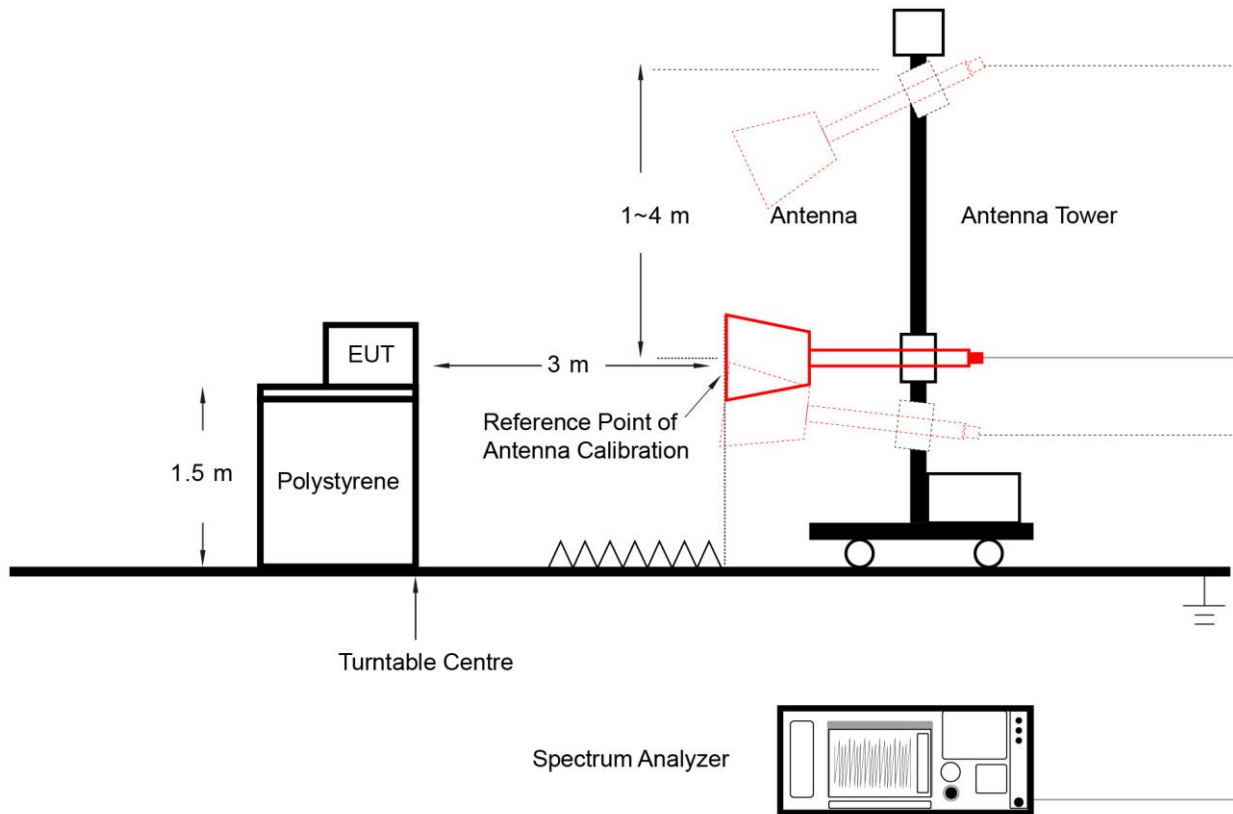 1~4 m
Antenna
Antenna Tower
EUT
3 m
Reference Point of
Antenna Calibration
1.5 m
Polystyrene
Turntable Centre
Spectrum Analyzer